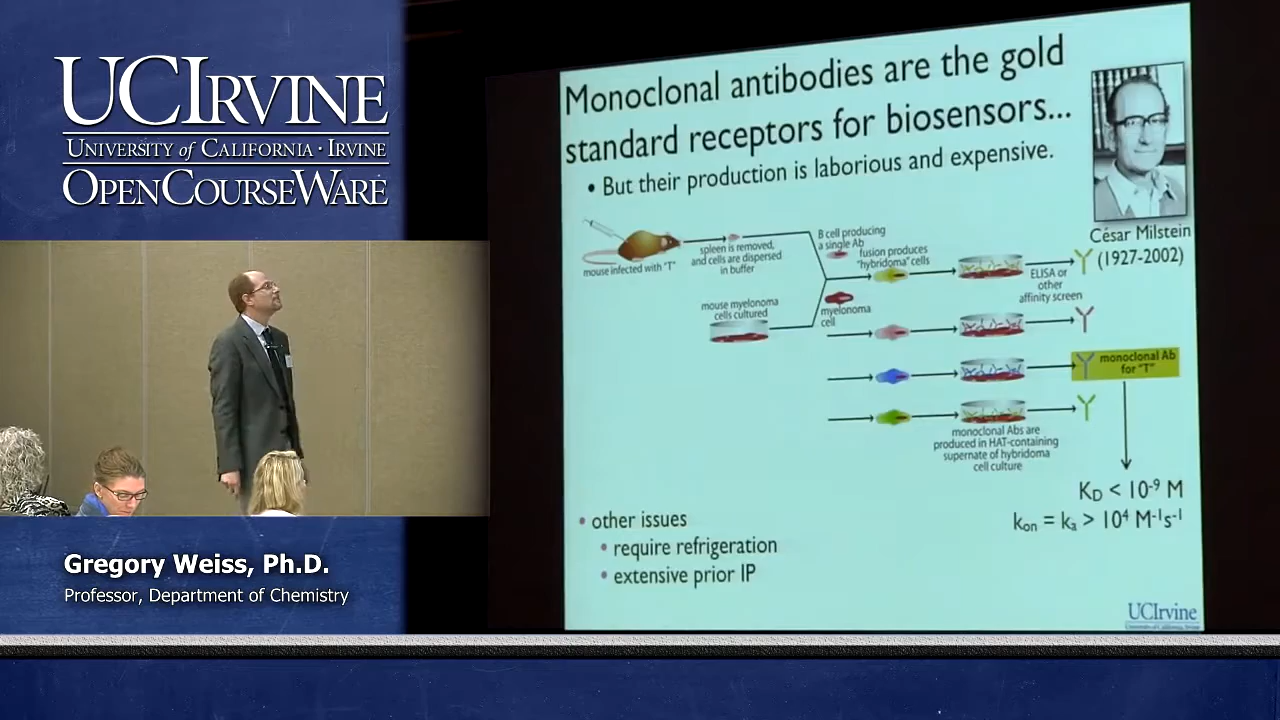 UCIRVINE
UNIVERSITY of CALIFORNIA · IRVINE
OPENCOURSEWARE
Gregory Weiss, Ph.D.
Professor, Department of Chemistry
Monoclonal antibodies are the gold
standard receptors for biosensors...
• But their production is laborious and expensive.
César Milstein
(1927-2002)
mouse infected with "T"
spleen is removed,
and cells are dispersed
in buffer
B cell producing
a single Ab
fusion produces
"hybridoma" cells
ELISA or
other
affinity screen
mouse myeloma
cells cultured
myelonoma
cell
monoclonal Ab
for "T"
monoclonal Abs are
produced in HAT-containing
supernate of hybridoma
cell culture
KD < 10-9 M
kon = ka > 104 M-1s-1
• other issues
• require refrigeration
• extensive prior IP
UCIrvine